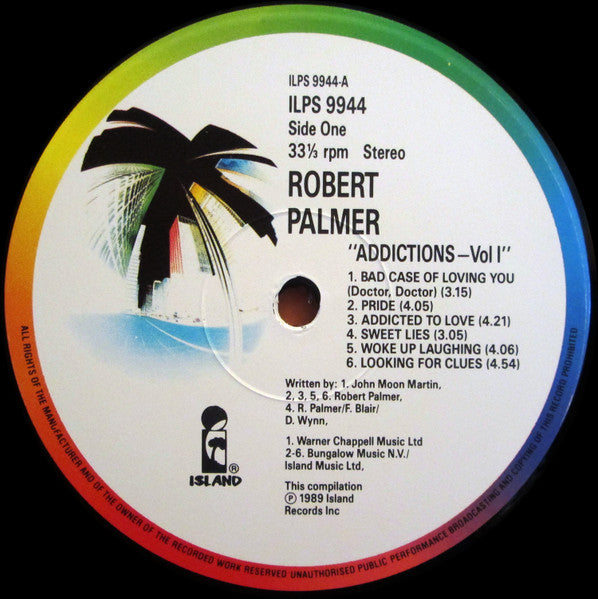 ILPS 9944-A
ILPS 9944
Side One
33⅓ rpm Stereo
ROBERT
PALMER
"ADDICTIONS–Vol I"
1. BAD CASE OF LOVING YOU
(Doctor, Doctor) (3.15)
2. PRIDE (4.05)
3. ADDICTED TO LOVE (4.21)
4. SWEET LIES (3.05)
5. WOKE UP LAUGHING (4.06)
6. LOOKING FOR CLUES (4.54)
Written by: 1. John Moon Martin,
2, 3, 5, 6. Robert Palmer,
4. R. Palmer/F. Blair/
D. Wynn,
1. Warner Chappell Music Ltd
2-6. Bungalow Music N.V./
Island Music Ltd,
This compilation
Ⓟ 1989 Island
Records Inc
ISLAND®
ALL RIGHTS OF THE MANUFACTURER AND OF THE OWNER OF THE RECORDED WORK RESERVED UNAUTHORISED PUBLIC PERFORMANCE BROADCASTING AND COPYING OF THIS RECORD PROHIBITED